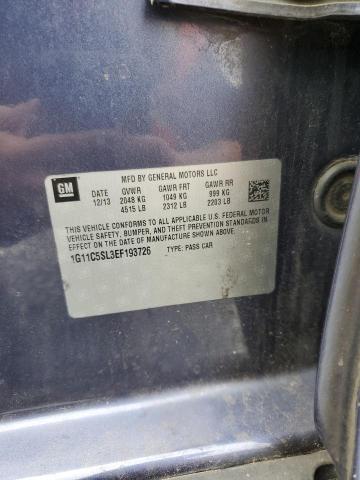 MFD BY GENERAL MOTORS LLC
GM
DATE GVWR GAWR FRT GAWR RR
12/13 2048 KG 1049 KG 999 KG
4515 LB 2312 LB 2203 LB
THIS VEHICLE CONFORMS TO ALL APPLICABLE U.S. FEDERAL MOTOR
VEHICLE SAFETY, BUMPER, AND THEFT PREVENTION STANDARDS IN
EFFECT ON THE DATE OF MANUFACTURE SHOWN ABOVE.
1G11C5SL3EF193726 TYPE: PASS CAR